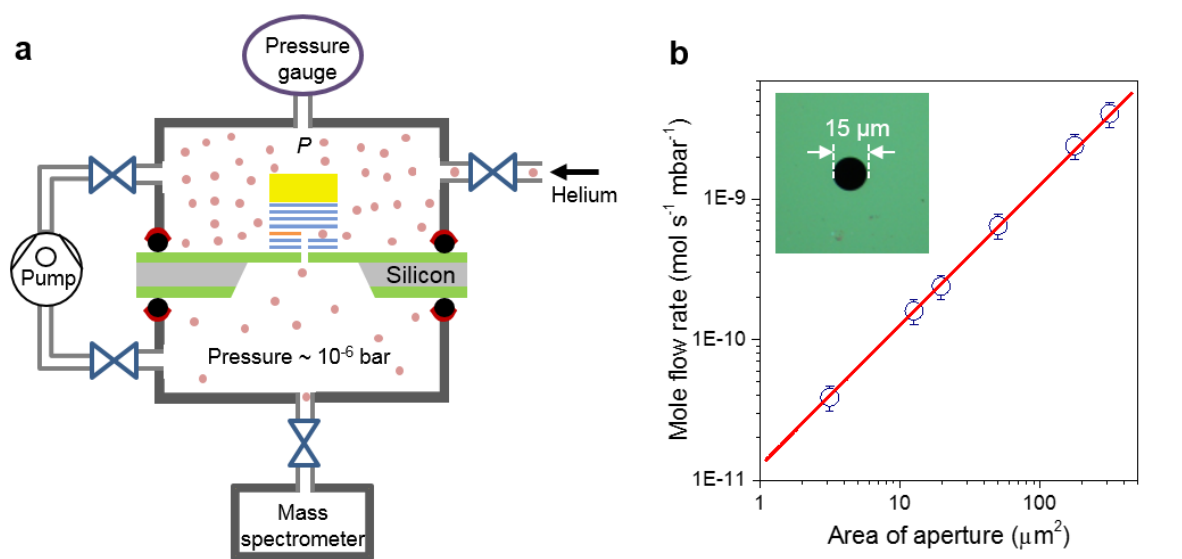 a
Pressure
gauge
P
Helium
Pump
Silicon
Pressure ~ 10⁻⁶ bar
Mass
spectrometer
b
Mole flow rate (mol s⁻¹ mbar⁻¹)
1E-9
1E-10
1E-11
15 µm
1
10
100
Area of aperture (µm²)